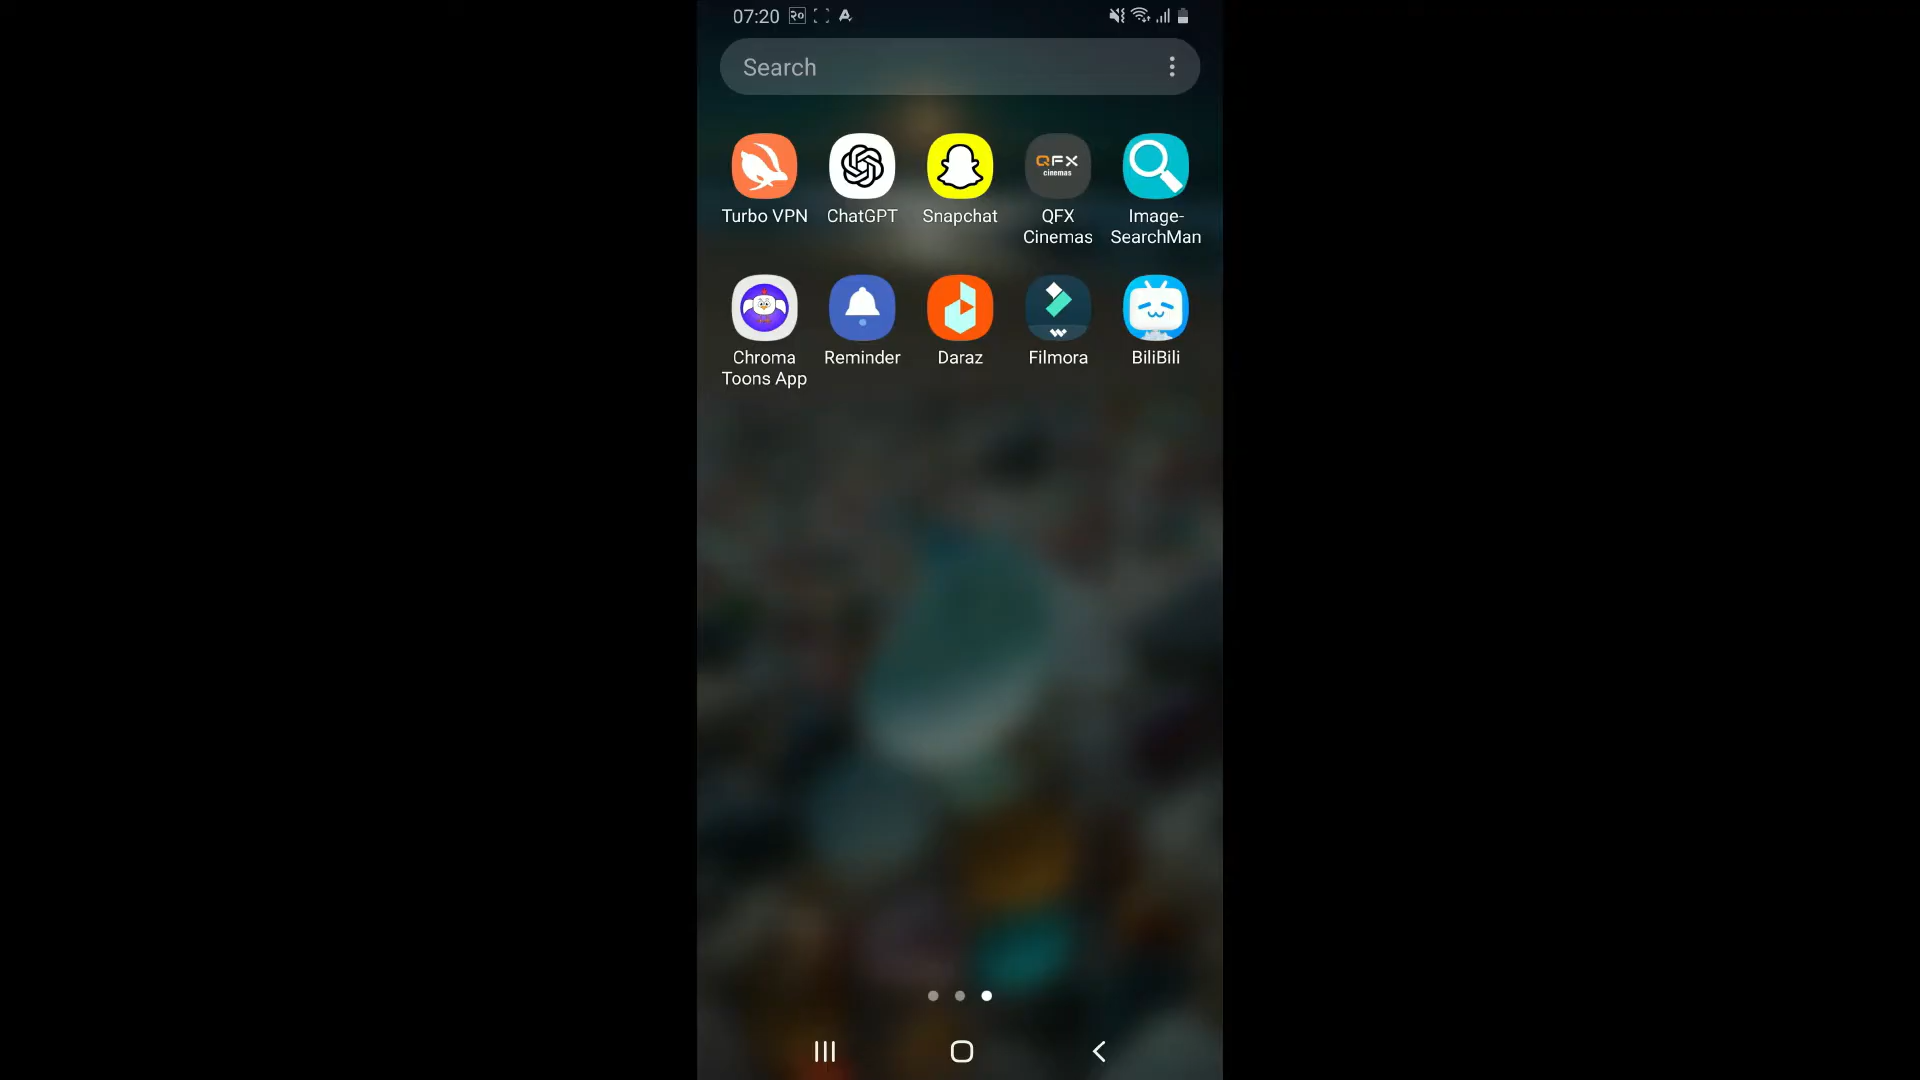 07:20
Search
Turbo VPN
ChatGPT
Snapchat
QFX
cinemas
QFX
Cinemas
Image-
SearchMan
Chroma
Toons App
Reminder
Daraz
Filmora
BiliBili